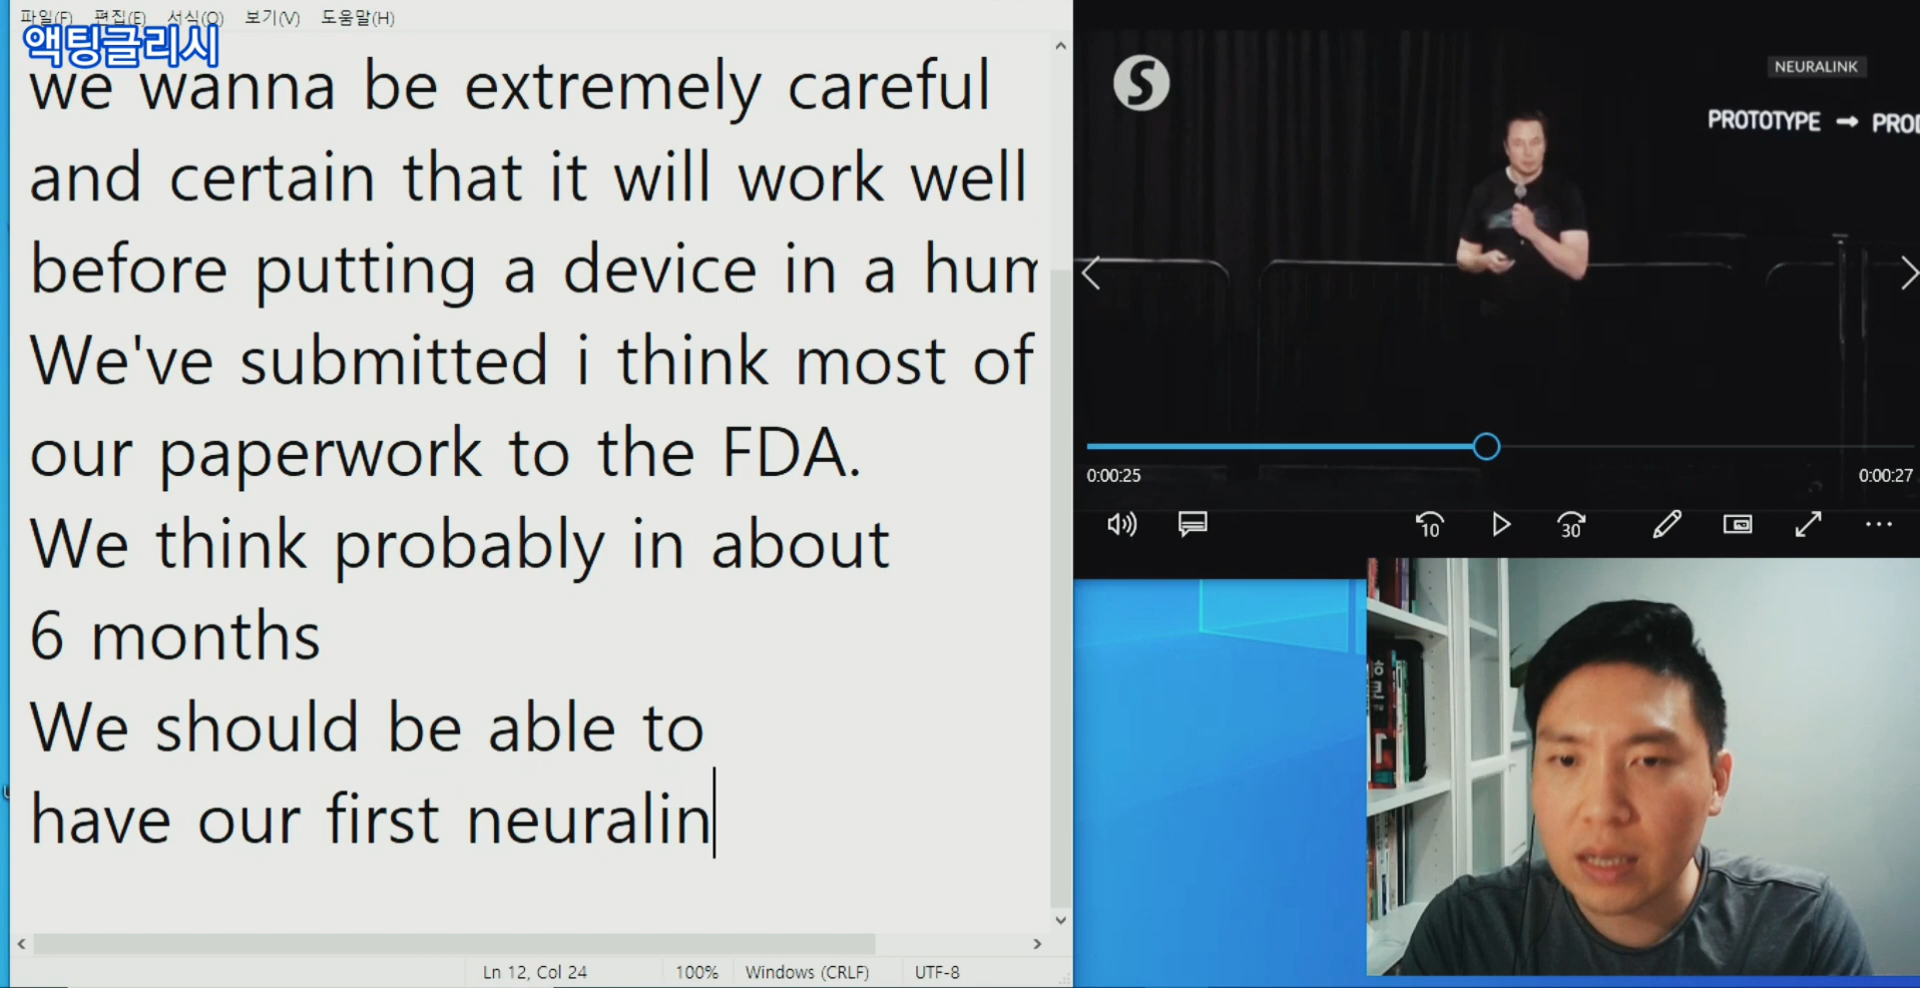 파일(F) 편집(E) 서식(O) 보기(V) 도움말(H)
액팅글리시
we wanna be extremely careful
and certain that it will work well
before putting a device in a hum
We've submitted i think most of
our paperwork to the FDA.
We think probably in about
6 months
We should be able to
have our first neuralin
Ln 12, Col 24 100% Windows (CRLF) UTF-8
S
NEURALINK
PROTOTYPE → PROD
0:00:25 0:00:27
10 30